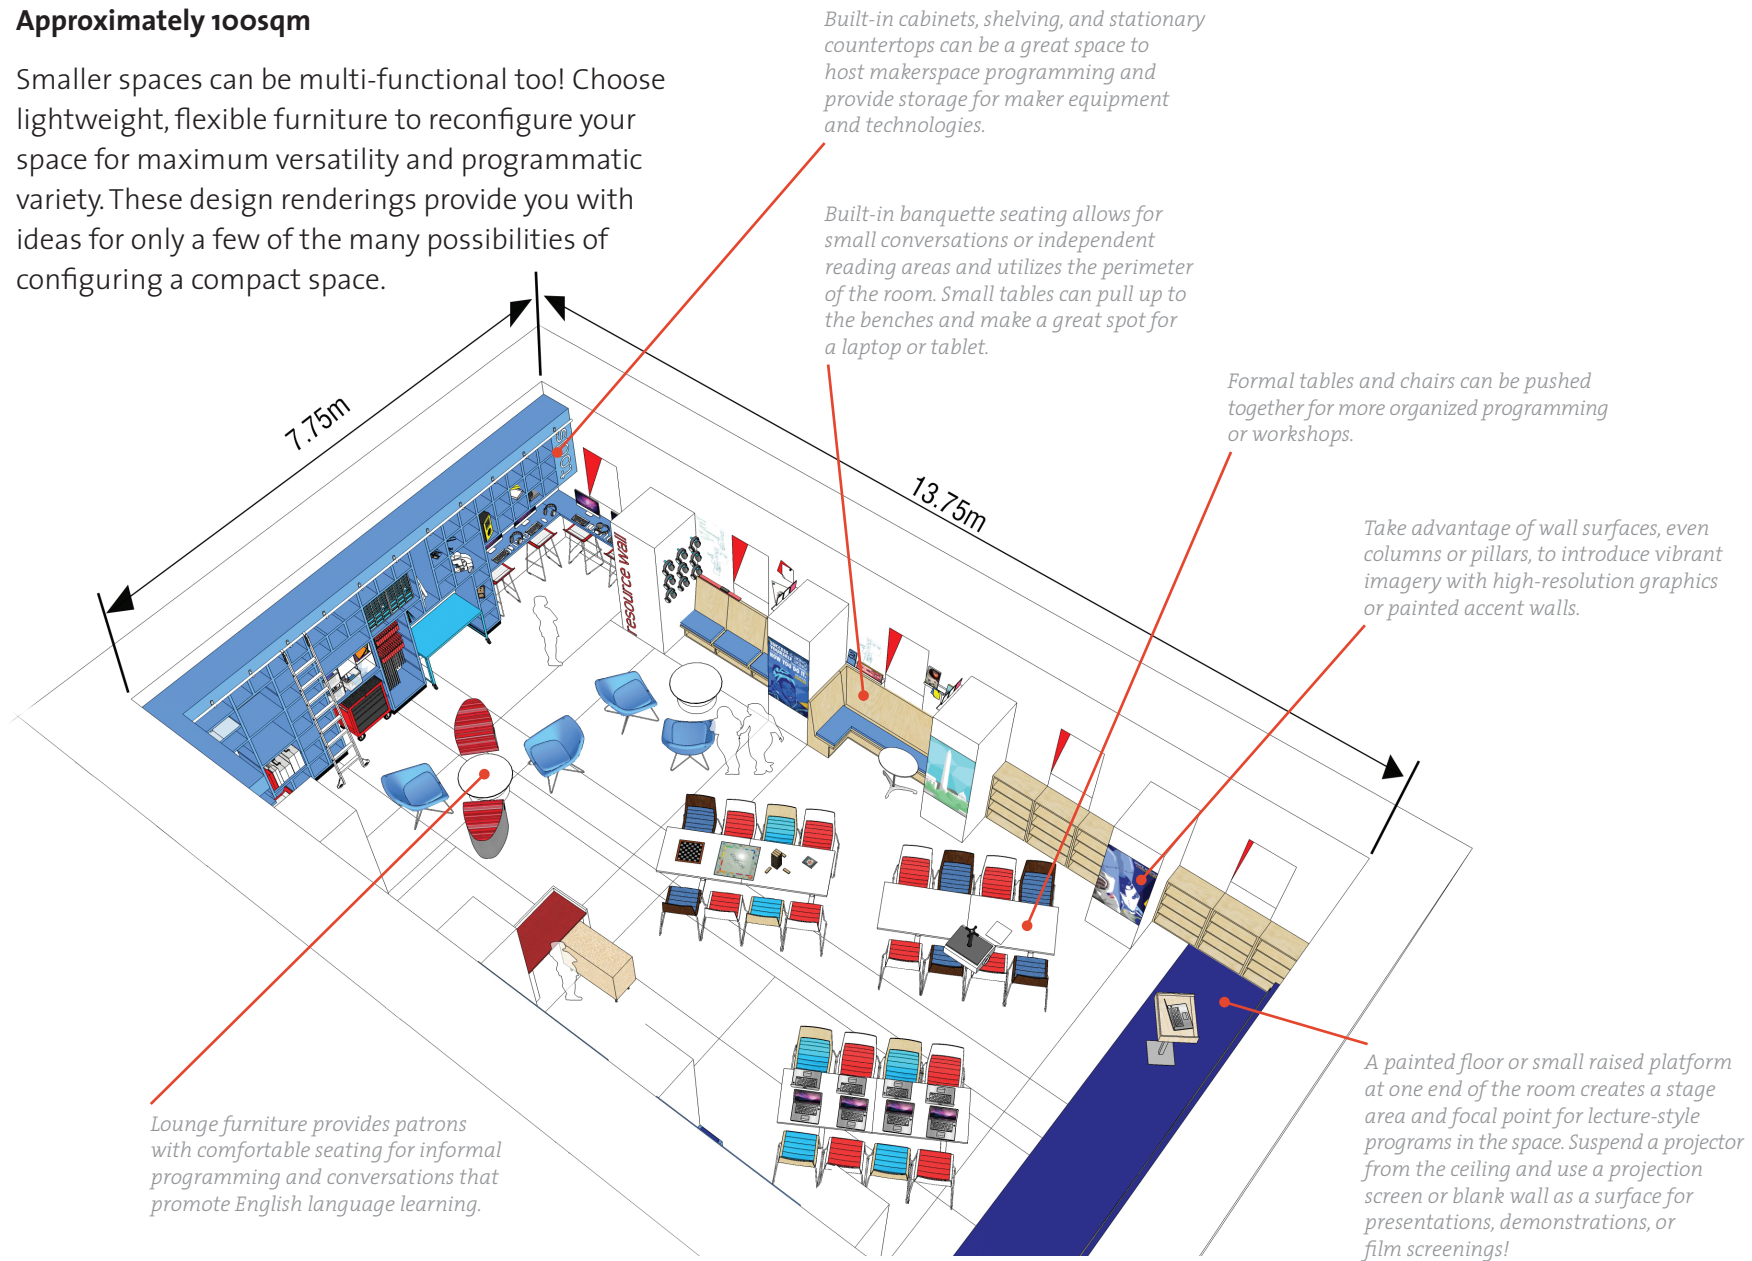 Approximately 100sqm
Smaller spaces can be multi-functional too! Choose
lightweight, flexible furniture to reconfigure your
space for maximum versatility and programmatic
variety. These design renderings provide you with
ideas for only a few of the many possibilities of
configuring a compact space.
Built-in cabinets, shelving, and stationary
countertops can be a great space to
host makerspace programming and
provide storage for maker equipment
and technologies.
Built-in banquette seating allows for
small conversations or independent
reading areas and utilizes the perimeter
of the room. Small tables can pull up to
the benches and make a great spot for
a laptop or tablet.
Formal tables and chairs can be pushed
together for more organized programming
or workshops.
Take advantage of wall surfaces, even
columns or pillars, to introduce vibrant
imagery with high-resolution graphics
or painted accent walls.
7.75m
13.75m
resource wall
Lounge furniture provides patrons
with comfortable seating for informal
programming and conversations that
promote English language learning.
A painted floor or small raised platform
at one end of the room creates a stage
area and focal point for lecture-style
programs in the space. Suspend a projector
from the ceiling and use a projection
screen or blank wall as a surface for
presentations, demonstrations, or
film screenings!